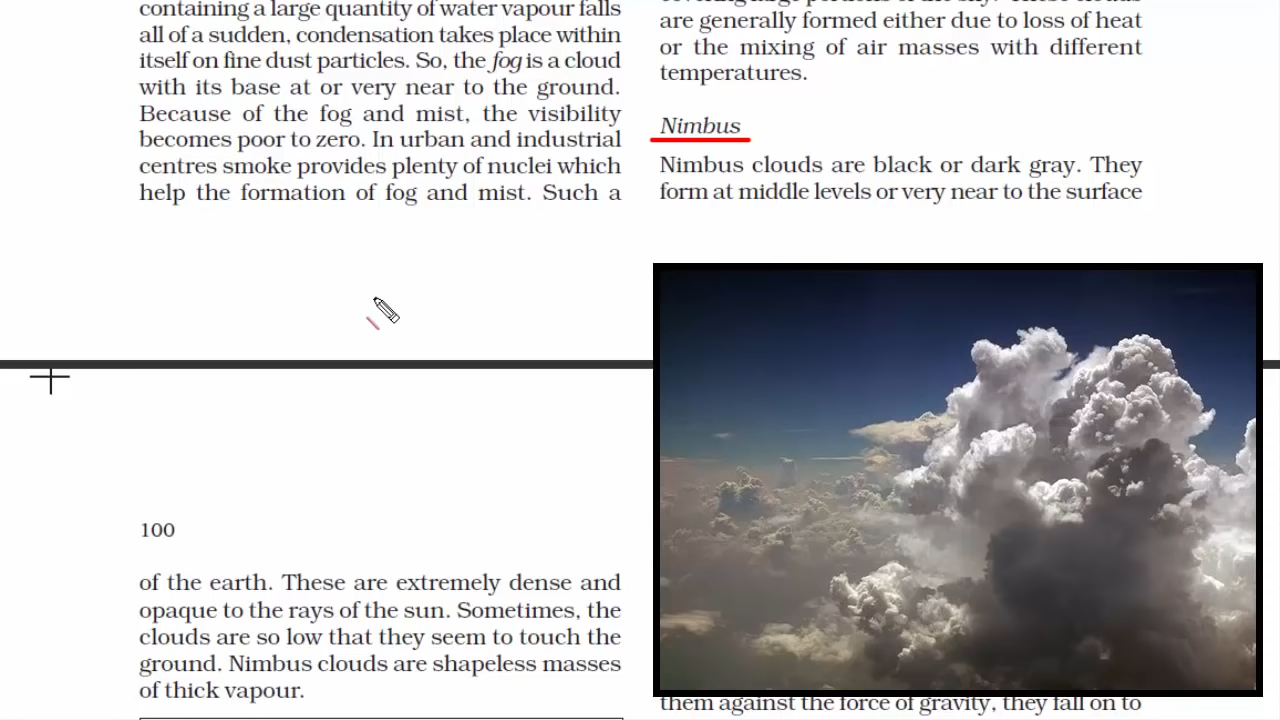 containing a large quantity of water vapour falls
all of a sudden, condensation takes place within
itself on fine dust particles. So, the fog is a cloud
with its base at or very near to the ground.
Because of the fog and mist, the visibility
becomes poor to zero. In urban and industrial
centres smoke provides plenty of nuclei which
help the formation of fog and mist. Such a
are generally formed either due to loss of heat
or the mixing of air masses with different
temperatures.
Nimbus
Nimbus clouds are black or dark gray. They
form at middle levels or very near to the surface
100
of the earth. These are extremely dense and
opaque to the rays of the sun. Sometimes, the
clouds are so low that they seem to touch the
ground. Nimbus clouds are shapeless masses
of thick vapour.
them against the force of gravity, they fall on to